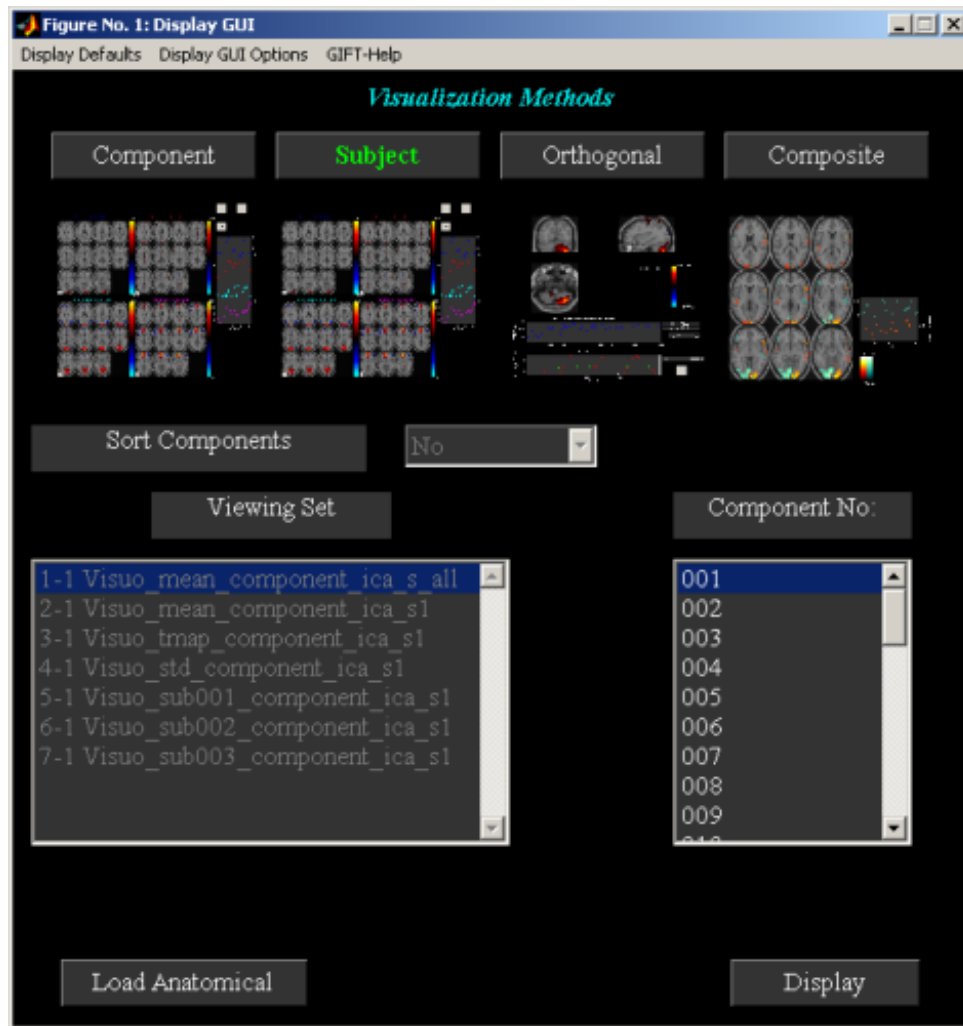 Figure No. 1: Display GUI
Display Defaults Display GUI Options GIFT-Help
Visualization Methods
Component Subject Orthogonal Composite
Sort Components No
Viewing Set Component No:
1-1 Visuo_mean_component_ica_s_all
2-1 Visuo_mean_component_ica_s1
3-1 Visuo_tmap_component_ica_s1
4-1 Visuo_std_component_ica_s1
5-1 Visuo_sub001_component_ica_s1
6-1 Visuo_sub002_component_ica_s1
7-1 Visuo_sub003_component_ica_s1
001
002
003
004
005
006
007
008
009
Load Anatomical Display